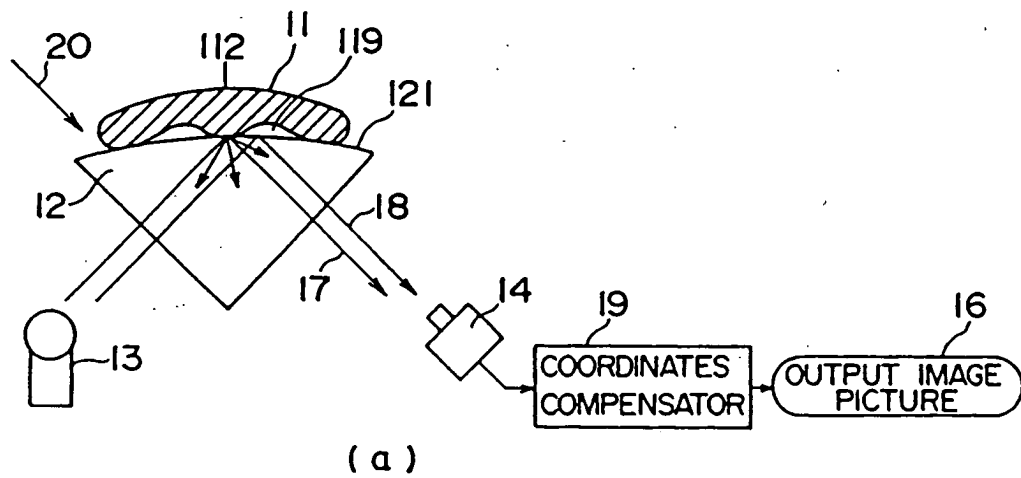 20
112
11
119
121
12
18
17
14
13
19
16
COORDINATES
COMPENSATOR
OUTPUT IMAGE
PICTURE
(a)